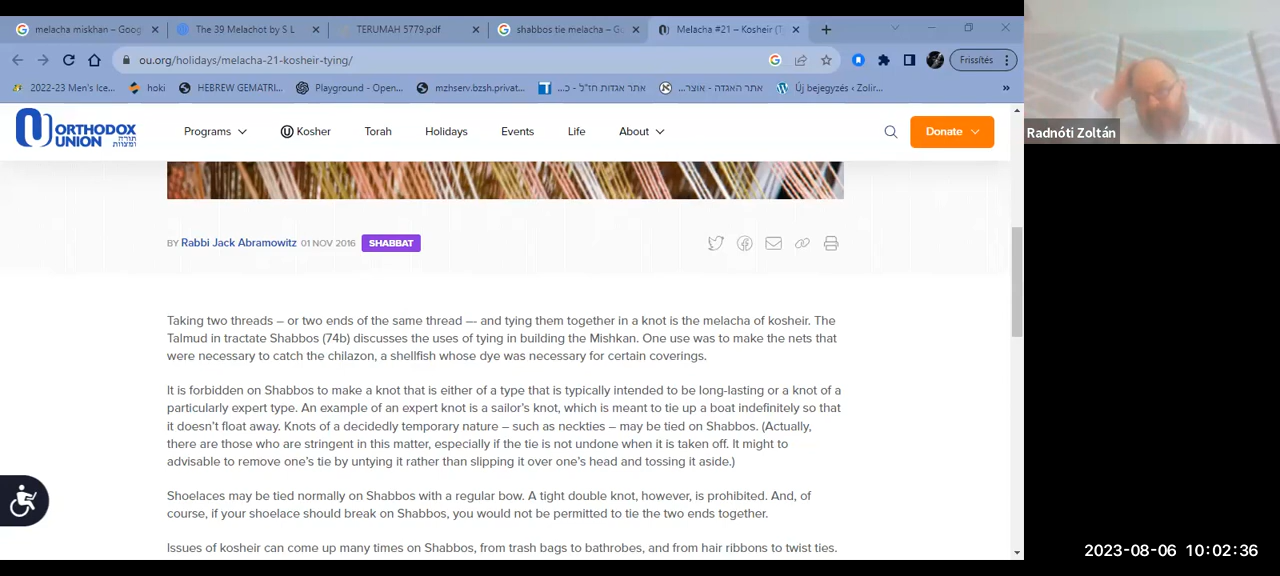 melacha miskhan – Goog
The 39 Melachot by S L
TERUMAH 5779.pdf
shabbos tie melacha – Go
Melacha #21 – Kosheir (T
ou.org/holidays/melacha-21-kosheir-tying/
Frissítés
2022-23 Men's Ice...
hoki
HEBREW GEMATRI...
Playground - Open...
mzhserv.bzsh.privat...
אתר אגדות חז"ל - כ...
אתר האגדה - אוצר...
Új bejegyzés ‹ Zolir...
»
ORTHODOX
UNION
תורה
ומצוות
Programs
Kosher
Torah
Holidays
Events
Life
About
Donate
BY Rabbi Jack Abramowitz 01 NOV 2016 SHABBAT
Taking two threads – or two ends of the same thread –- and tying them together in a knot is the melacha of kosheir. The
Talmud in tractate Shabbos (74b) discusses the uses of tying in building the Mishkan. One use was to make the nets that
were necessary to catch the chilazon, a shellfish whose dye was necessary for certain coverings.
It is forbidden on Shabbos to make a knot that is either of a type that is typically intended to be long-lasting or a knot of a
particularly expert type. An example of an expert knot is a sailor's knot, which is meant to tie up a boat indefinitely so that
it doesn't float away. Knots of a decidedly temporary nature – such as neckties – may be tied on Shabbos. (Actually,
there are those who are stringent in this matter, especially if the tie is not undone when it is taken off. It might to
advisable to remove one's tie by untying it rather than slipping it over one's head and tossing it aside.)
Shoelaces may be tied normally on Shabbos with a regular bow. A tight double knot, however, is prohibited. And, of
course, if your shoelace should break on Shabbos, you would not be permitted to tie the two ends together.
Issues of kosheir can come up many times on Shabbos, from trash bags to bathrobes, and from hair ribbons to twist ties.
Radnóti Zoltán
2023-08-06 10:02:36